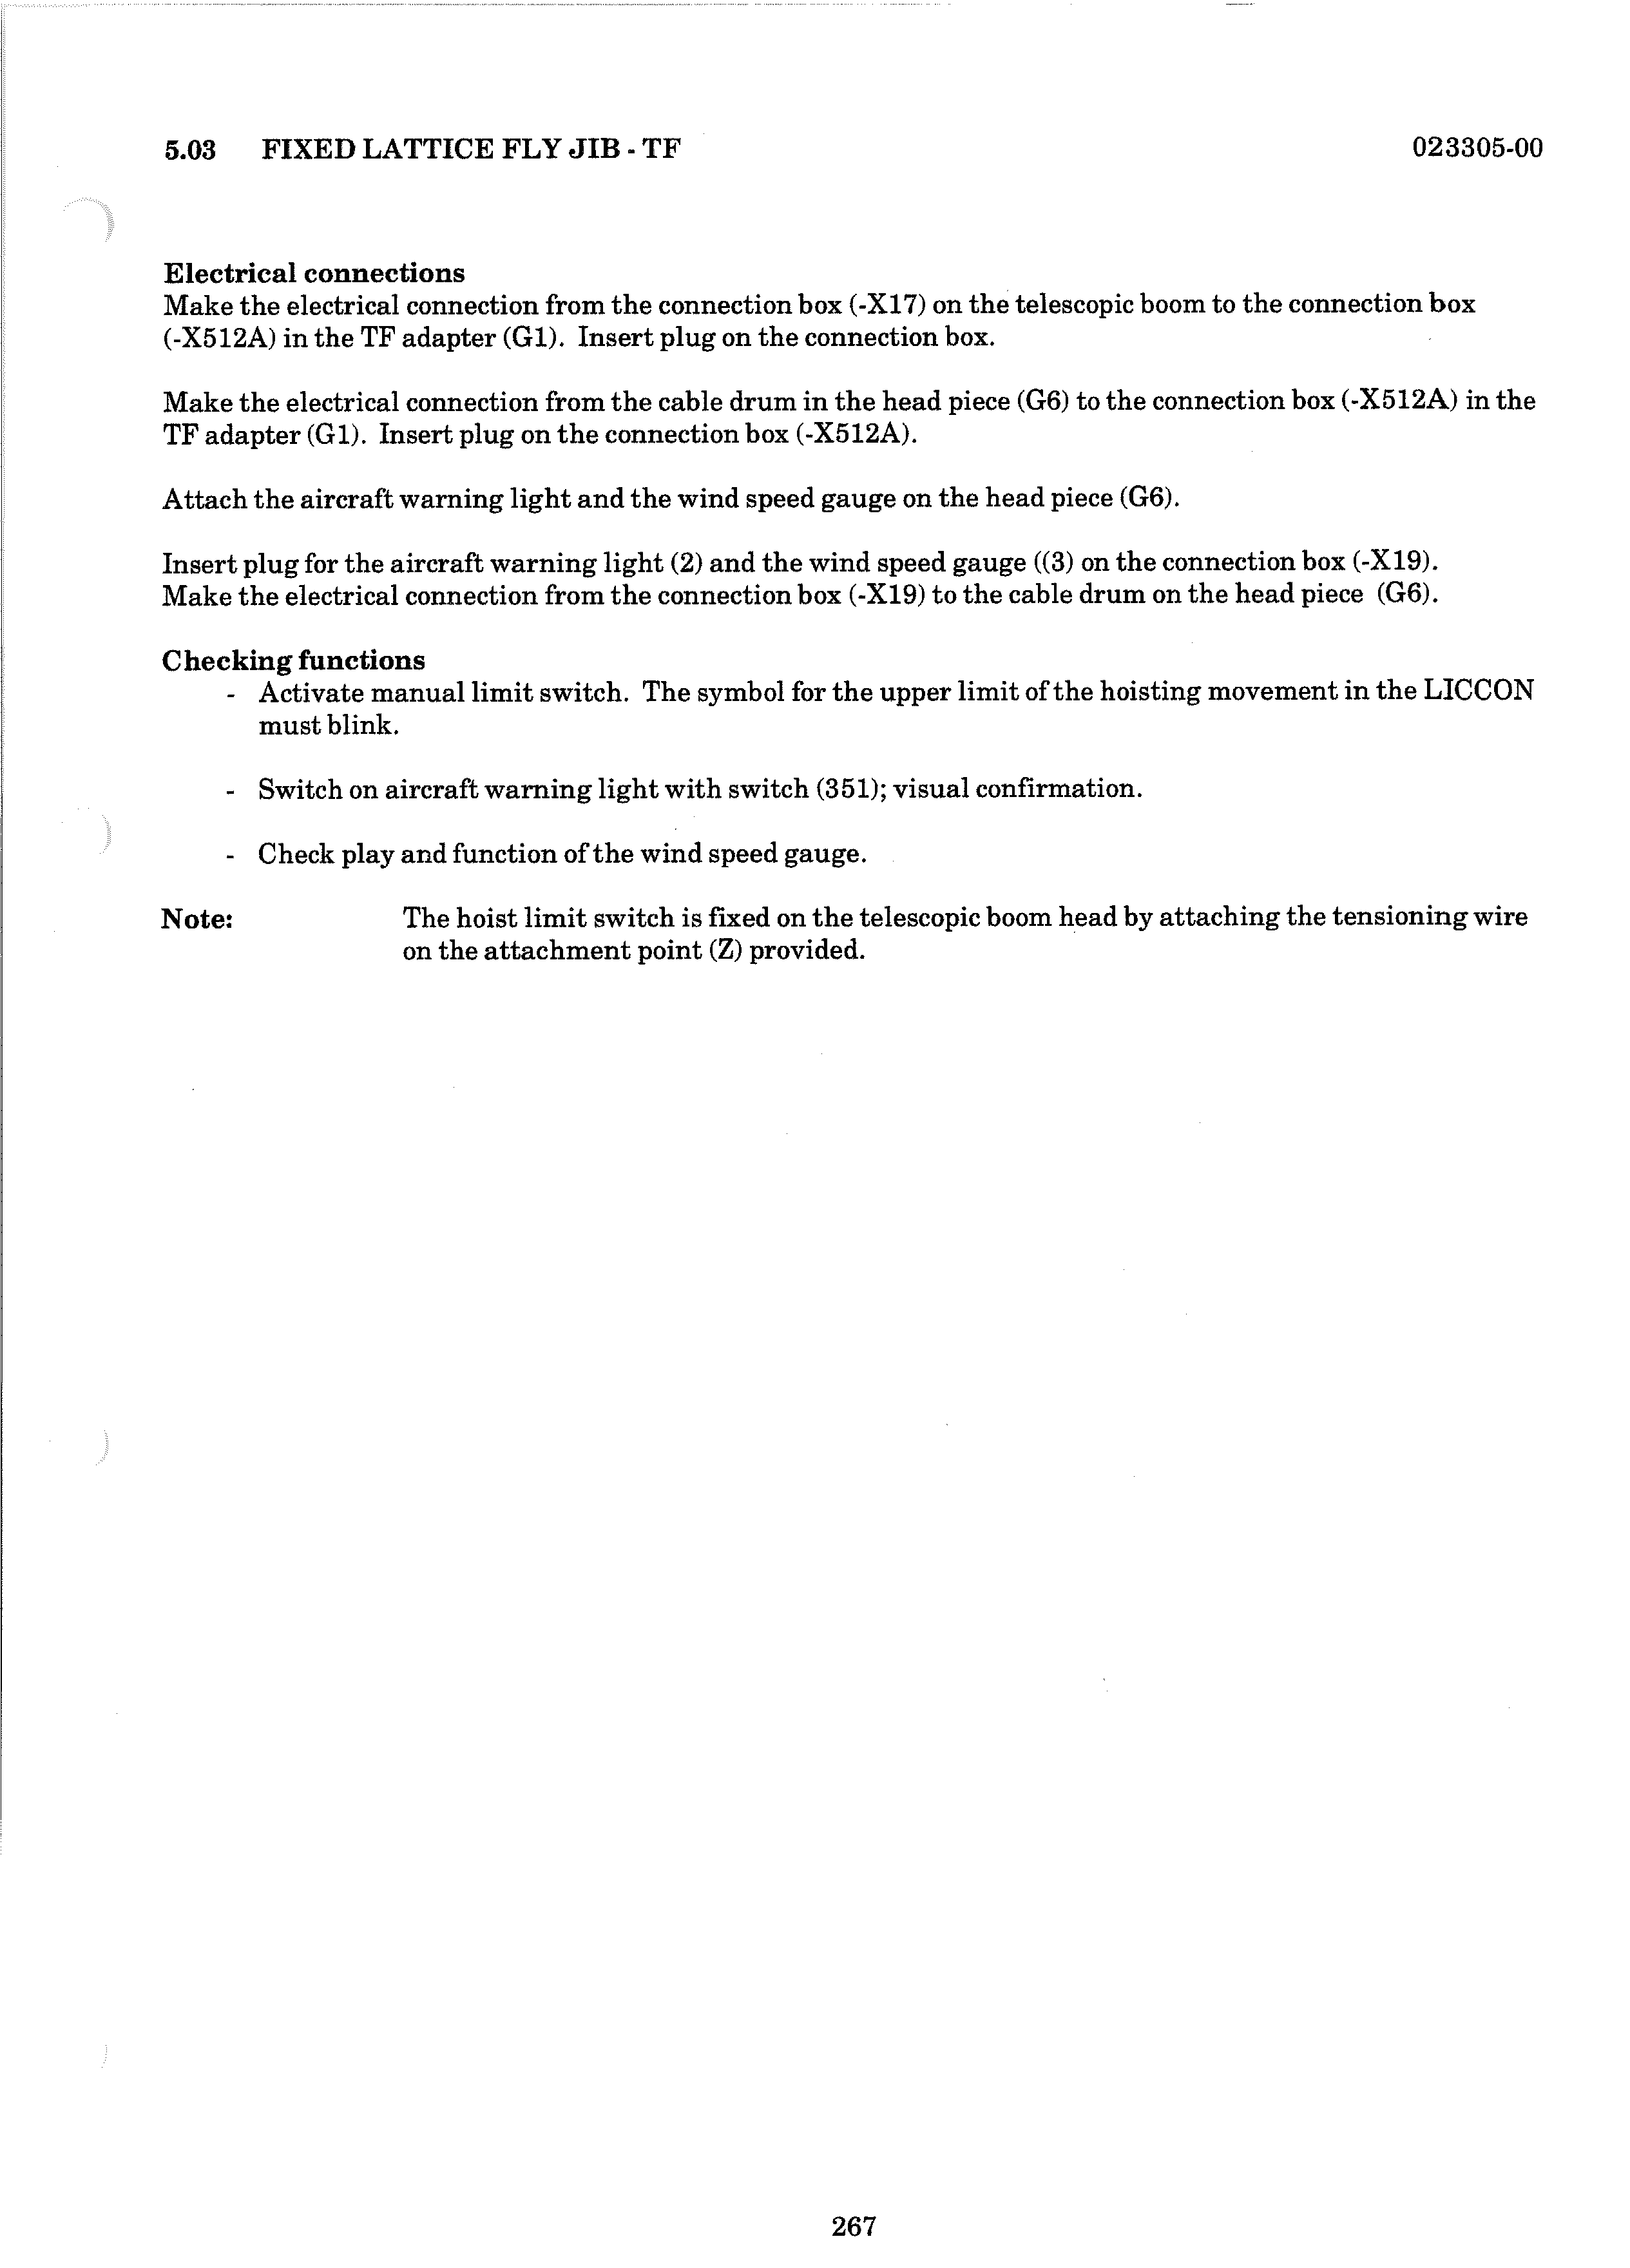 5.03 FIXED LATTICE FLY JIB - TF 023305-00
Electrical connections
Make the electrical connection from the connection box (-X17) on the telescopic boom to the connection box
(-X512A) in the TF adapter (G1). Insert plug on the connection box.
Make the electrical connection from the cable drum in the head piece (G6) to the connection box (-X512A) in the
TF adapter (G1). Insert plug on the connection box (-X512A).
Attach the aircraft warning light and the wind speed gauge on the head piece (G6).
Insert plug for the aircraft warning light (2) and the wind speed gauge ((3) on the connection box (-X19).
Make the electrical connection from the connection box (-X19) to the cable drum on the head piece (G6).
Checking functions
- Activate manual limit switch. The symbol for the upper limit of the hoisting movement in the LICCON
must blink.
- Switch on aircraft warning light with switch (351); visual confirmation.
- Check play and function of the wind speed gauge.
Note: The hoist limit switch is fixed on the telescopic boom head by attaching the tensioning wire
on the attachment point (Z) provided.
267